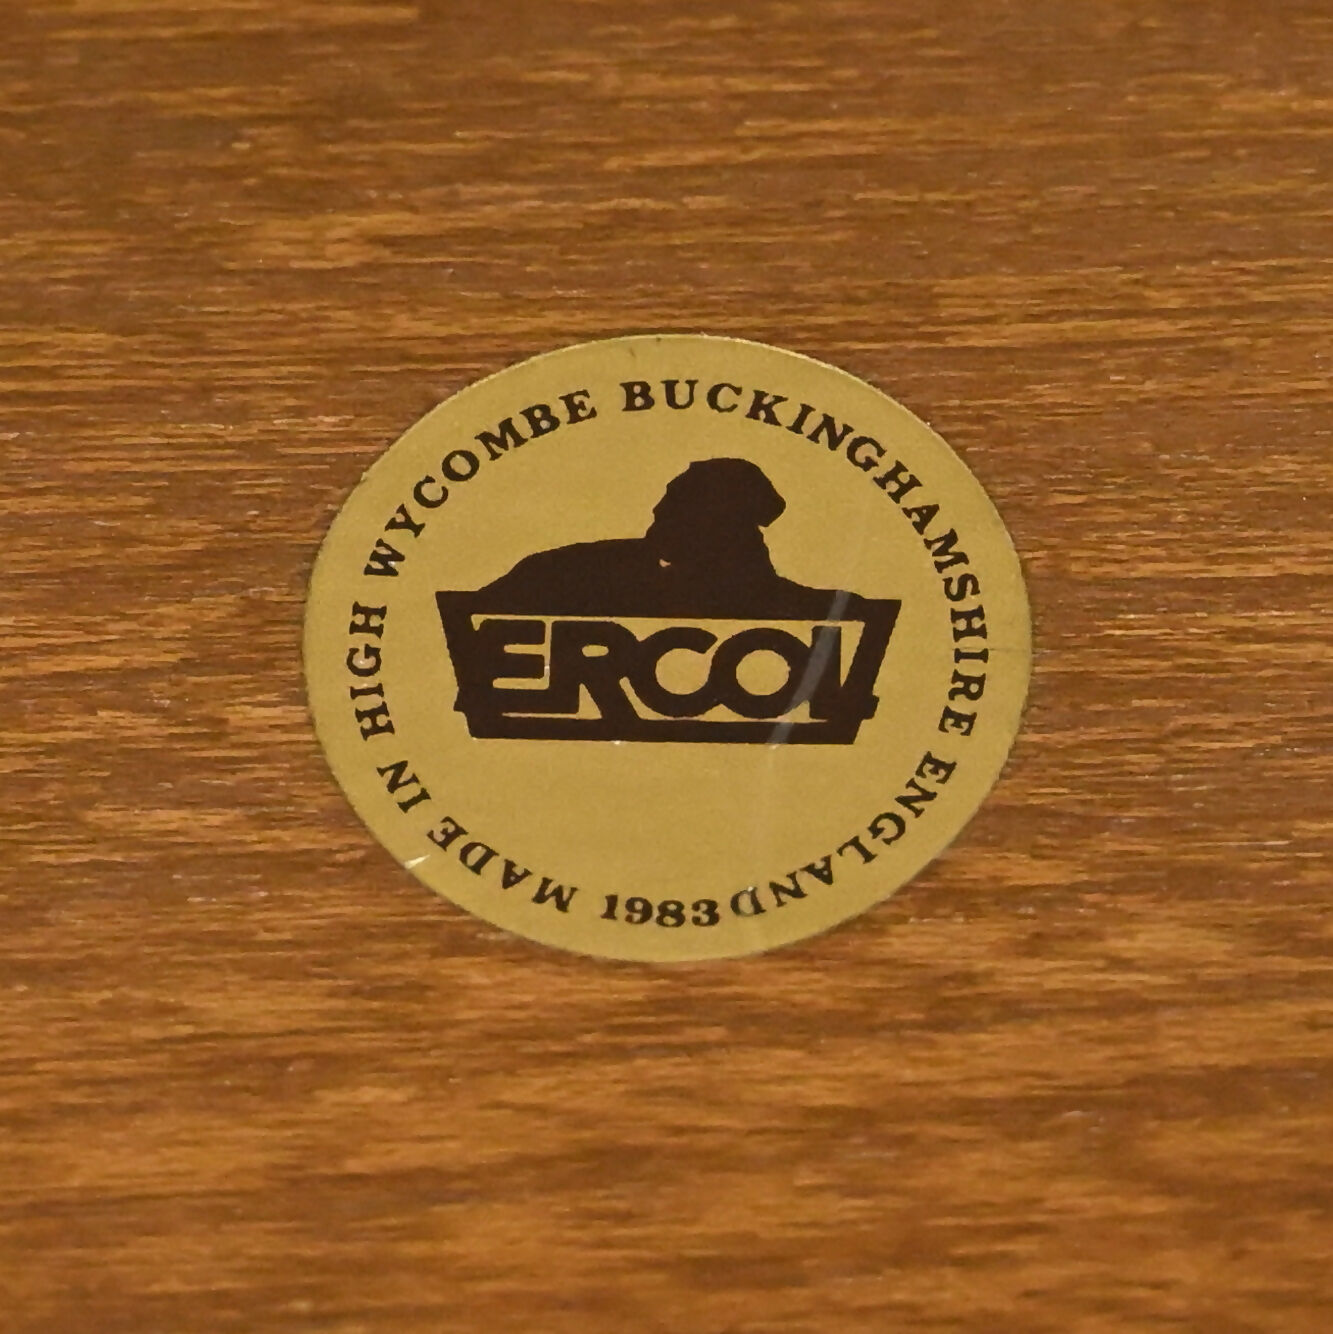 MADE IN HIGH WYCOMBE BUCKINGHAMSHIRE ENGLAND
ERCOL
1983